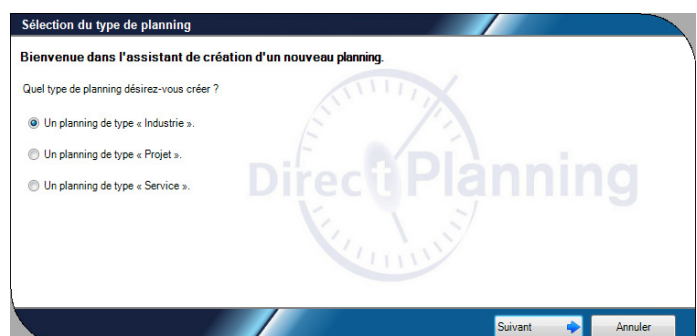 Sélection du type de planning
Bienvenue dans l'assistant de création d'un nouveau planning.
Quel type de planning désirez-vous créer ?
Un planning de type « Industrie ».
Un planning de type « Projet ».
Un planning de type « Service ».
DirectPlanning
Suivant
Annuler